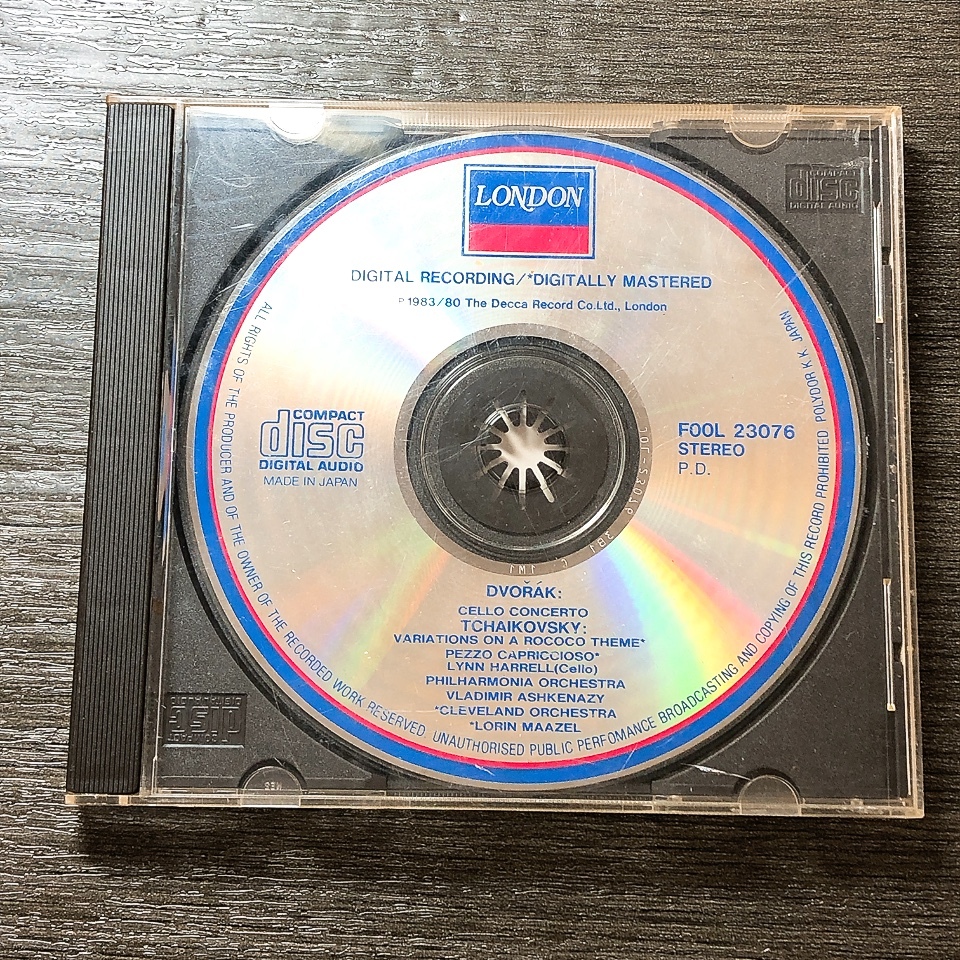 LONDON
COMPACT
disc
DIGITAL AUDIO
DIGITAL RECORDING/*DIGITALLY MASTERED
℗ 1983/80 The Decca Record Co.Ltd., London
COMPACT
disc
DIGITAL AUDIO
MADE IN JAPAN
F00L 23076
STEREO
P.D.
DVOŘÁK:
CELLO CONCERTO
TCHAIKOVSKY:
VARIATIONS ON A ROCOCO THEME*
PEZZO CAPRICCIOSO*
LYNN HARRELL(Cello)
PHILHARMONIA ORCHESTRA
VLADIMIR ASHKENAZY
*CLEVELAND ORCHESTRA
*LORIN MAAZEL
ALL RIGHTS OF THE PRODUCER AND OF THE OWNER OF THE RECORDED WORK RESERVED. UNAUTHORISED PUBLIC PERFOMANCE BROADCASTING AND COPYING OF THIS RECORD PROHIBITED POLYDOR K.K. JAPAN